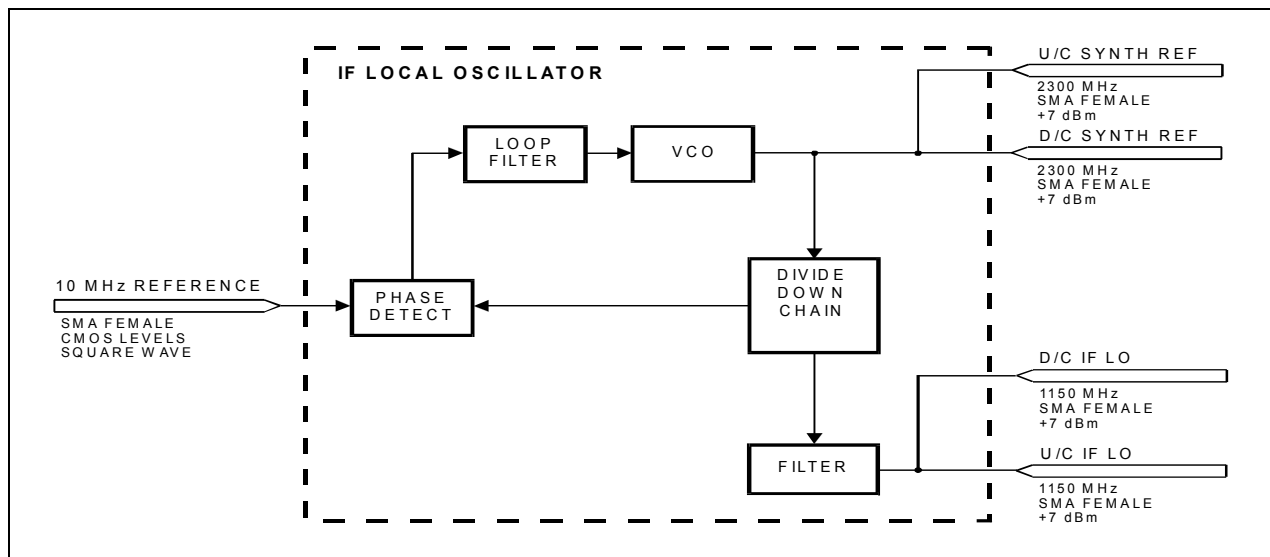 U/C SYNTH REF
IF LOCAL OSCILLATOR
2300 MHz
SMA FEMALE
+7 dBm
LOOP
FILTER
VCO
D/C SYNTH REF
2300 MHz
SMA FEMALE
+7 dBm
10 MHz REFERENCE
SMA FEMALE
CMOS LEVELS
SQUARE WAVE
PHASE
DETECT
DIVIDE
DOWN
CHAIN
D/C IF LO
1150 MHz
SMA FEMALE
+7 dBm
FILTER
U/C IF LO
1150 MHz
SMA FEMALE
+7 dBm